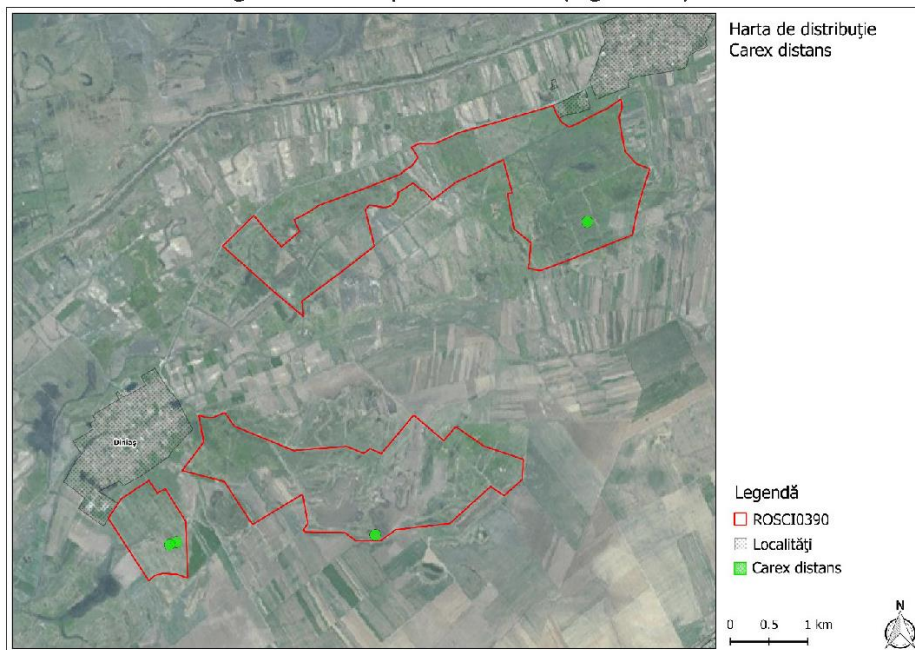 Harta de distribuţie
Carex distans
Diniaş
Legendă
ROSCI0390
Localităţi
Carex distans
N
0 0.5 1 km